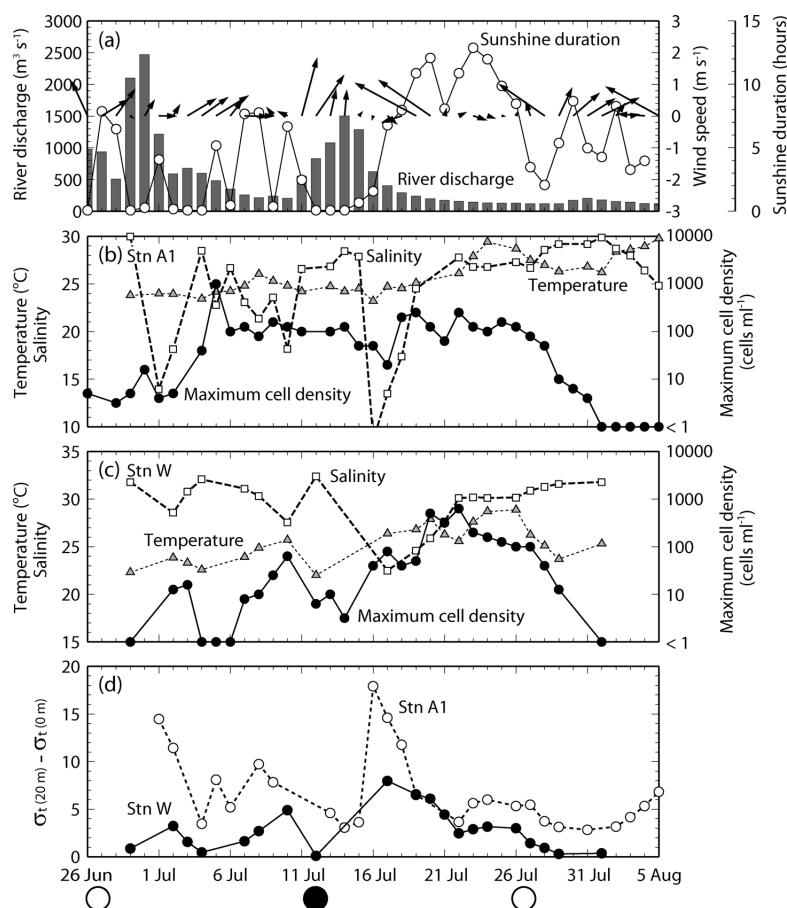 (a)
Sunshine duration
River discharge
River discharge (m³ s⁻¹)
3000
2500
2000
1500
1000
500
0
Wind speed (m s⁻¹)
3
2
1
0
-1
-2
-3
Sunshine duration (hours)
15
10
5
0
(b)
Stn A1
Salinity
Temperature
Maximum cell density
Temperature (°C)
Salinity
30
25
20
15
10
Maximum cell density
(cells ml⁻¹)
10000
1000
100
10
< 1
(c)
Stn W
Salinity
Temperature
Maximum cell density
Temperature (°C)
Salinity
35
30
25
20
15
Maximum cell density
(cells ml⁻¹)
10000
1000
100
10
< 1
(d)
Stn A1
Stn W
σt (20 m) – σt (0 m)
20
15
10
5
0
26 Jun 1 Jul 6 Jul 11 Jul 16 Jul 21 Jul 26 Jul 31 Jul 5 Aug